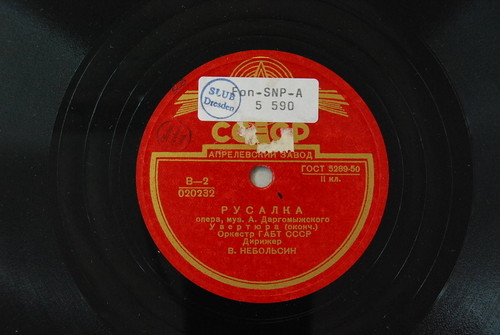 Fon-SNP-A
5 590
SLUB
Dresden
СССР
АПРЕЛЕВСКИЙ ЗАВОД
ГОСТ 5289-50
II кл.
8—2
020232
РУСАЛКА
опера, муз. А. Даргомыжского
Увертюра (оконч.)
Оркестр ГАБТ СССР
Дирижер
В. НЕБОЛЬСИН